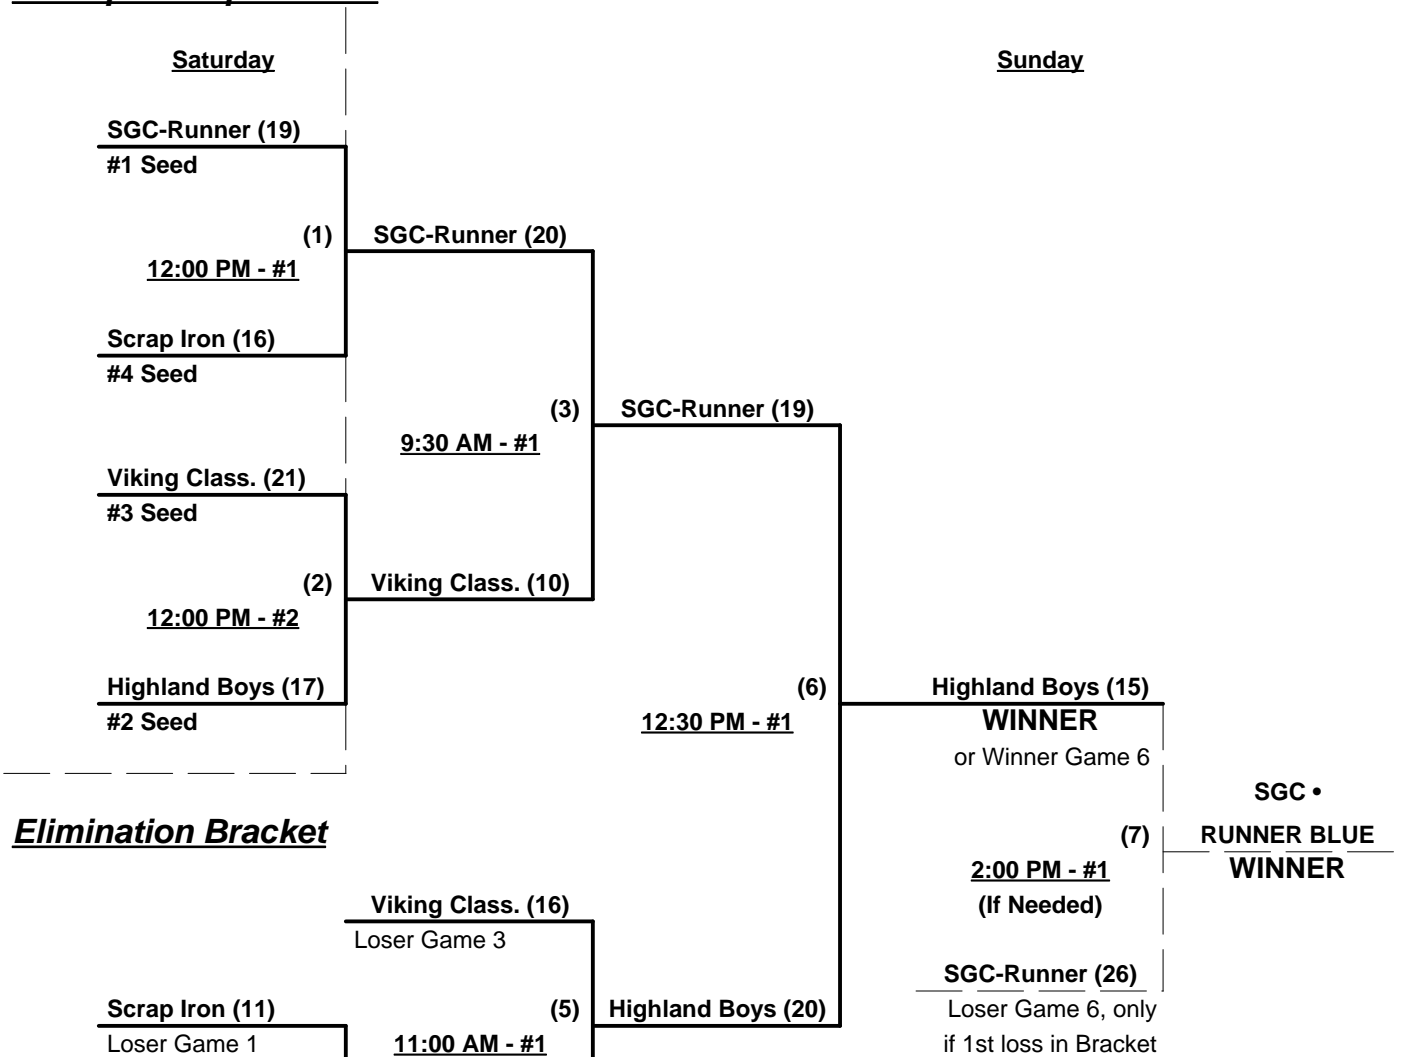 Saturday
Sunday
SGC-Runner (19)
#1 Seed
(1)
SGC-Runner (20)
12:00 PM - #1
Scrap Iron (16)
#4 Seed
(3)
SGC-Runner (19)
9:30 AM - #1
Viking Class. (21)
#3 Seed
(2)
Viking Class. (10)
12:00 PM - #2
Highland Boys (17)
#2 Seed
(6)
Highland Boys (15)
12:30 PM - #1
WINNER
or Winner Game 6
SGC •
Elimination Bracket
(7)
RUNNER BLUE
2:00 PM - #1
WINNER
(If Needed)
Viking Class. (16)
Loser Game 3
SGC-Runner (26)
Scrap Iron (11)
(5)
Highland Boys (20)
Loser Game 6, only
Loser Game 1
11:00 AM - #1
if 1st loss in Bracket